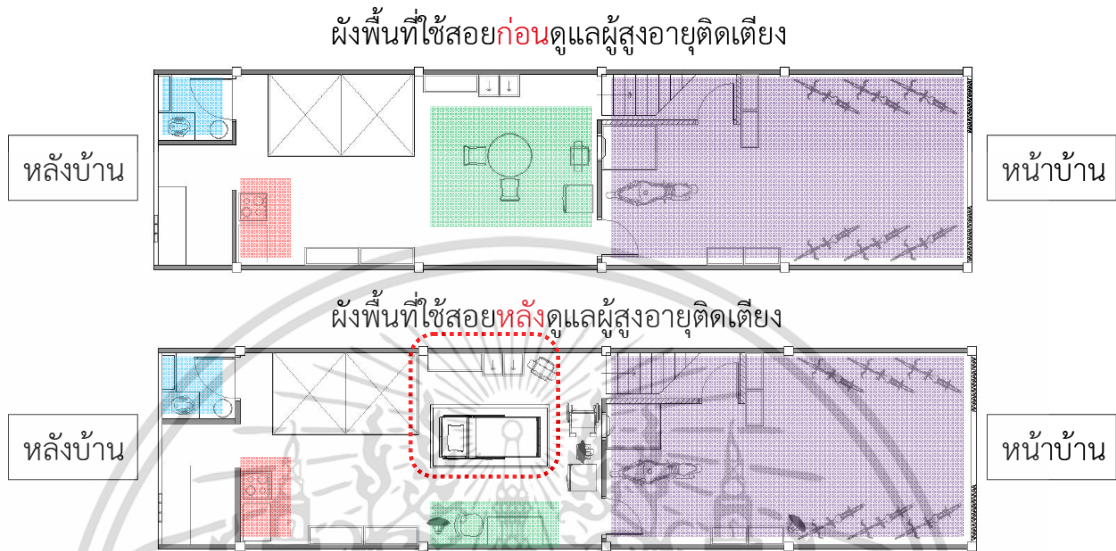 ผังพื้นที่ใช้สอยก่อนดูแลผู้สูงอายุติดเตียง
หลังบ้าน
หน้าบ้าน
ผังพื้นที่ใช้สอยหลังดูแลผู้สูงอายุติดเตียง
หลังบ้าน
หน้าบ้าน